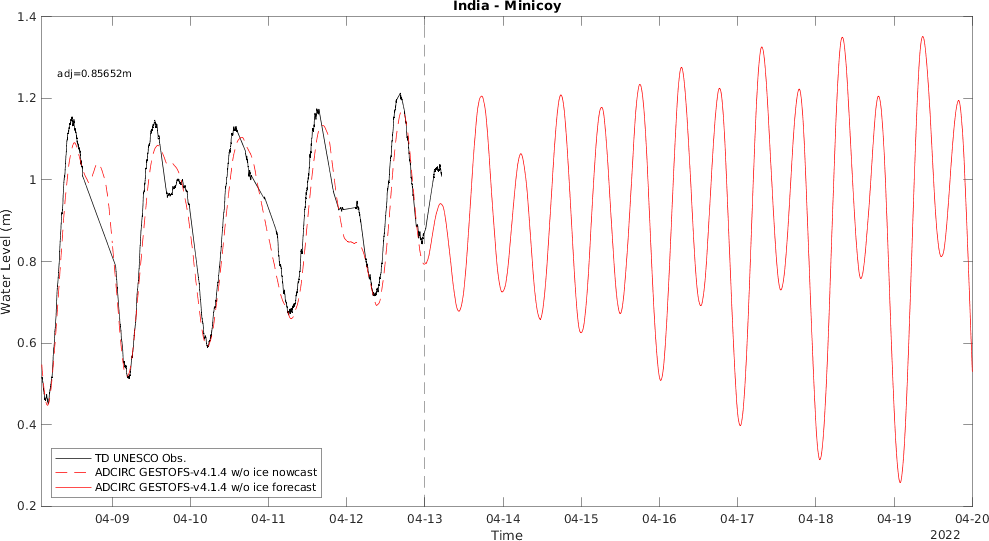 India - Minicoy
1.4
1.2
1
0.8
0.6
0.4
0.2
Water Level (m)
adj=0.85652m
TD UNESCO Obs.
ADCIRC GESTOFS-v4.1.4 w/o ice nowcast
ADCIRC GESTOFS-v4.1.4 w/o ice forecast
04-09 04-10 04-11 04-12 04-13 04-14 04-15 04-16 04-17 04-18 04-19 04-20
Time
2022